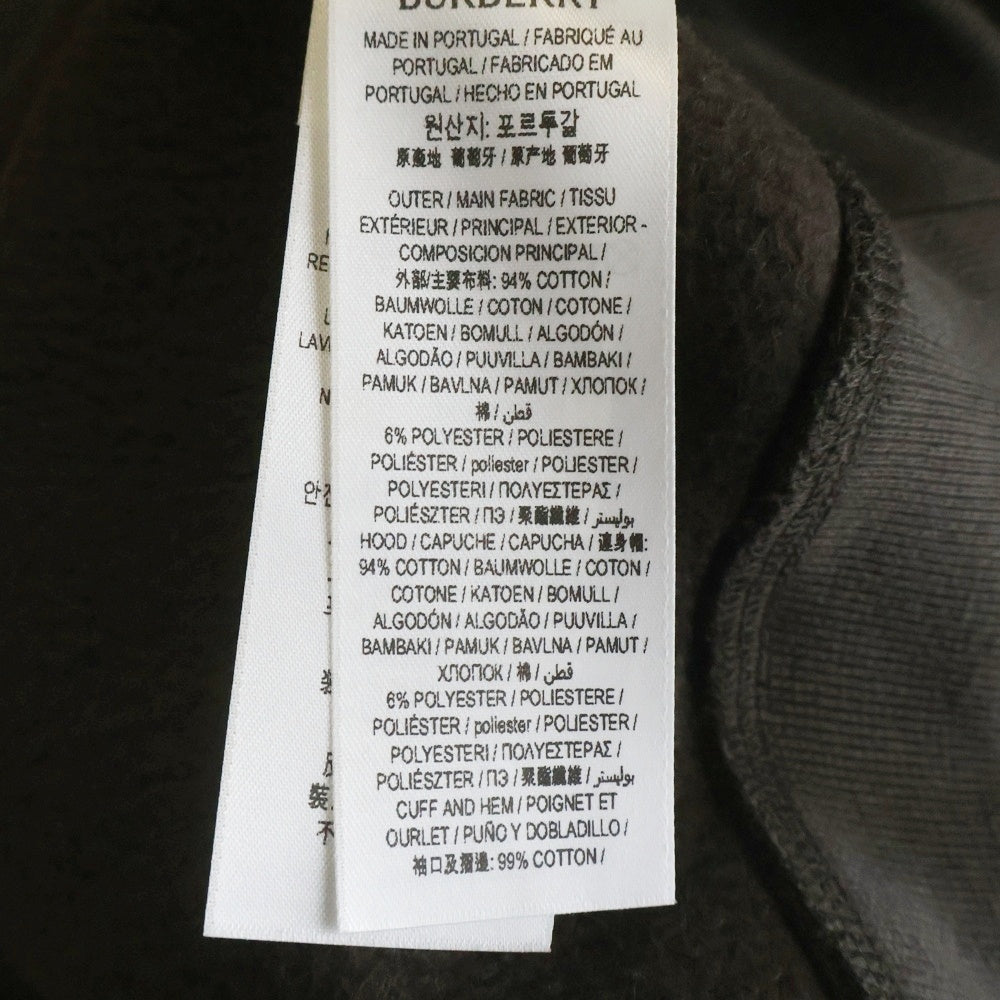 BURBERRY
MADE IN PORTUGAL / FABRIQUÉ AU
PORTUGAL / FABRICADO EM
PORTUGAL / HECHO EN PORTUGAL
원산지: 포르투갈
原產地 葡萄牙 / 原产地 葡萄牙
OUTER / MAIN FABRIC / TISSU
EXTÉRIEUR / PRINCIPAL / EXTERIOR -
COMPOSICION PRINCIPAL /
外部/主要布料: 94% COTTON /
BAUMWOLLE / COTON / COTONE /
KATOEN / BOMULL / ALGODÓN /
ALGODÃO / PUUVILLA / BAMBAKI /
PAMUK / BAVLNA / PAMUT / ХЛОПОК /
棉 / قطن
6% POLYESTER / POLIESTERE /
POLIÉSTER / poliester / POLJESTER /
POLYESTERI / ΠΟΛΥΕΣΤΕΡΑΣ /
POLIÉSZTER / ПЭ / 聚酯纖維 / بوليستر
HOOD / CAPUCHE / CAPUCHA / 連身帽:
94% COTTON / BAUMWOLLE / COTON /
COTONE / KATOEN / BOMULL /
ALGODÓN / ALGODÃO / PUUVILLA /
BAMBAKI / PAMUK / BAVLNA / PAMUT /
ХЛОПОК / 棉 / قطن
6% POLYESTER / POLIESTERE /
POLIÉSTER / poliester / POLJESTER /
POLYESTERI / ΠΟΛΥΕΣΤΕΡΑΣ /
POLIÉSZTER / ПЭ / 聚酯纖維 / بوليستر
CUFF AND HEM / POIGNET ET
OURLET / PUÑO Y DOBLADILLO /
袖口及摺邊: 99% COTTON /